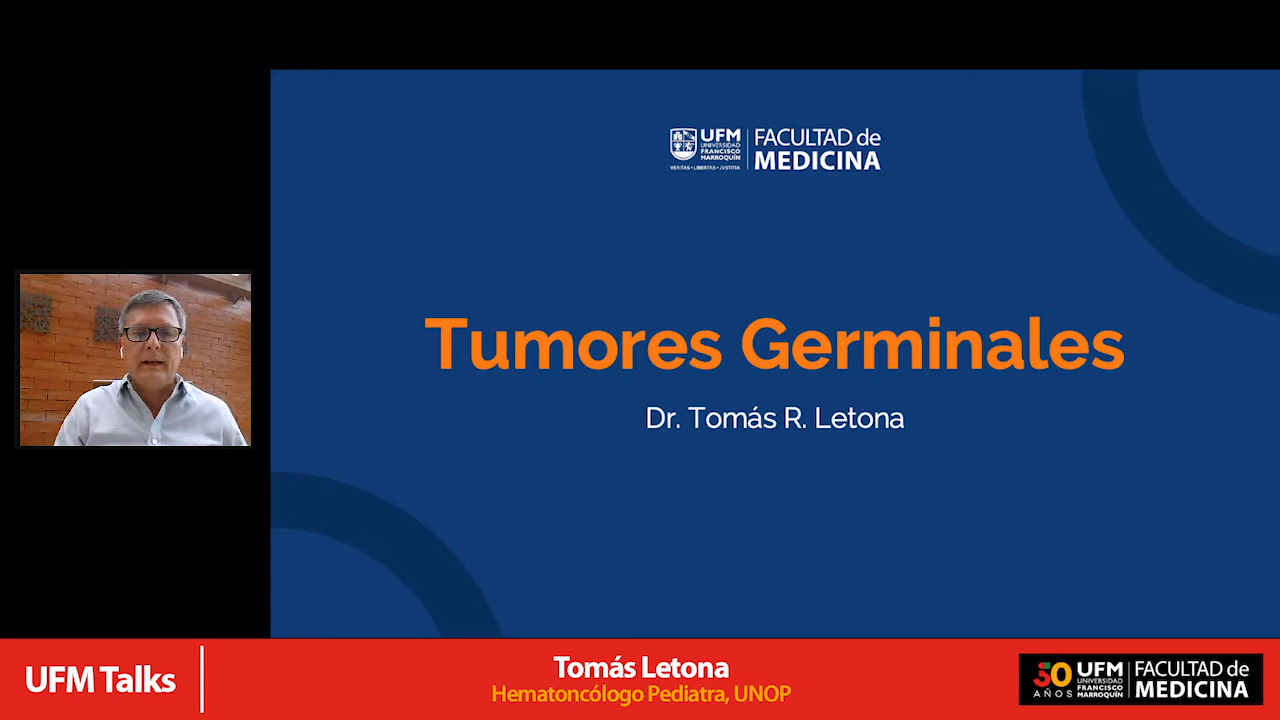 UFM
UNIVERSIDAD
FRANCISCO
MARROQUÍN
VERITAS • LIBERTAS • JVSTITIA
FACULTAD de
MEDICINA
Tumores Germinales
Dr. Tomás R. Letona
UFM Talks
Tomás Letona
Hematoncólogo Pediatra, UNOP
50
AÑOS
UFM
UNIVERSIDAD
FRANCISCO
MARROQUÍN
FACULTAD de
MEDICINA